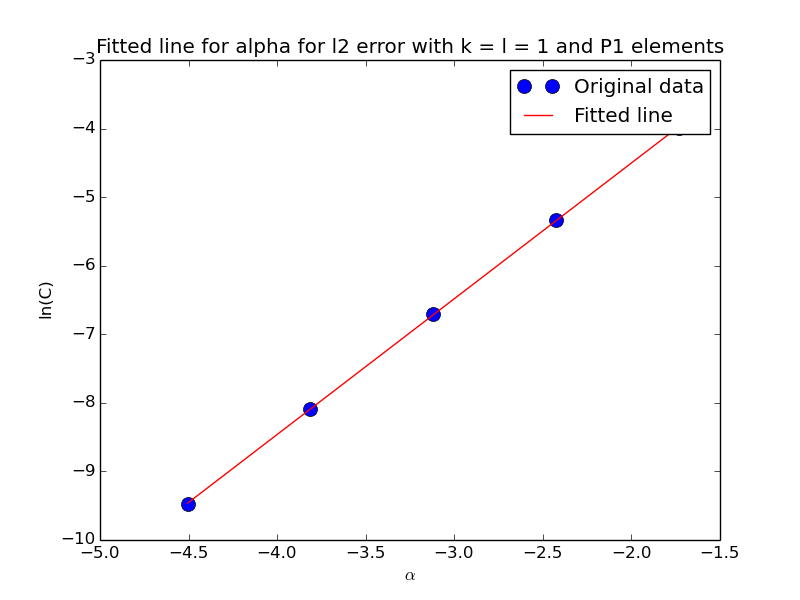 Fitted line for alpha for l2 error with k = l = 1 and P1 elements
Original data
Fitted line
ln(C)
−3
−4
−5
−6
−7
−8
−9
−10
−5.0 −4.5 −4.0 −3.5 −3.0 −2.5 −2.0 −1.5
α